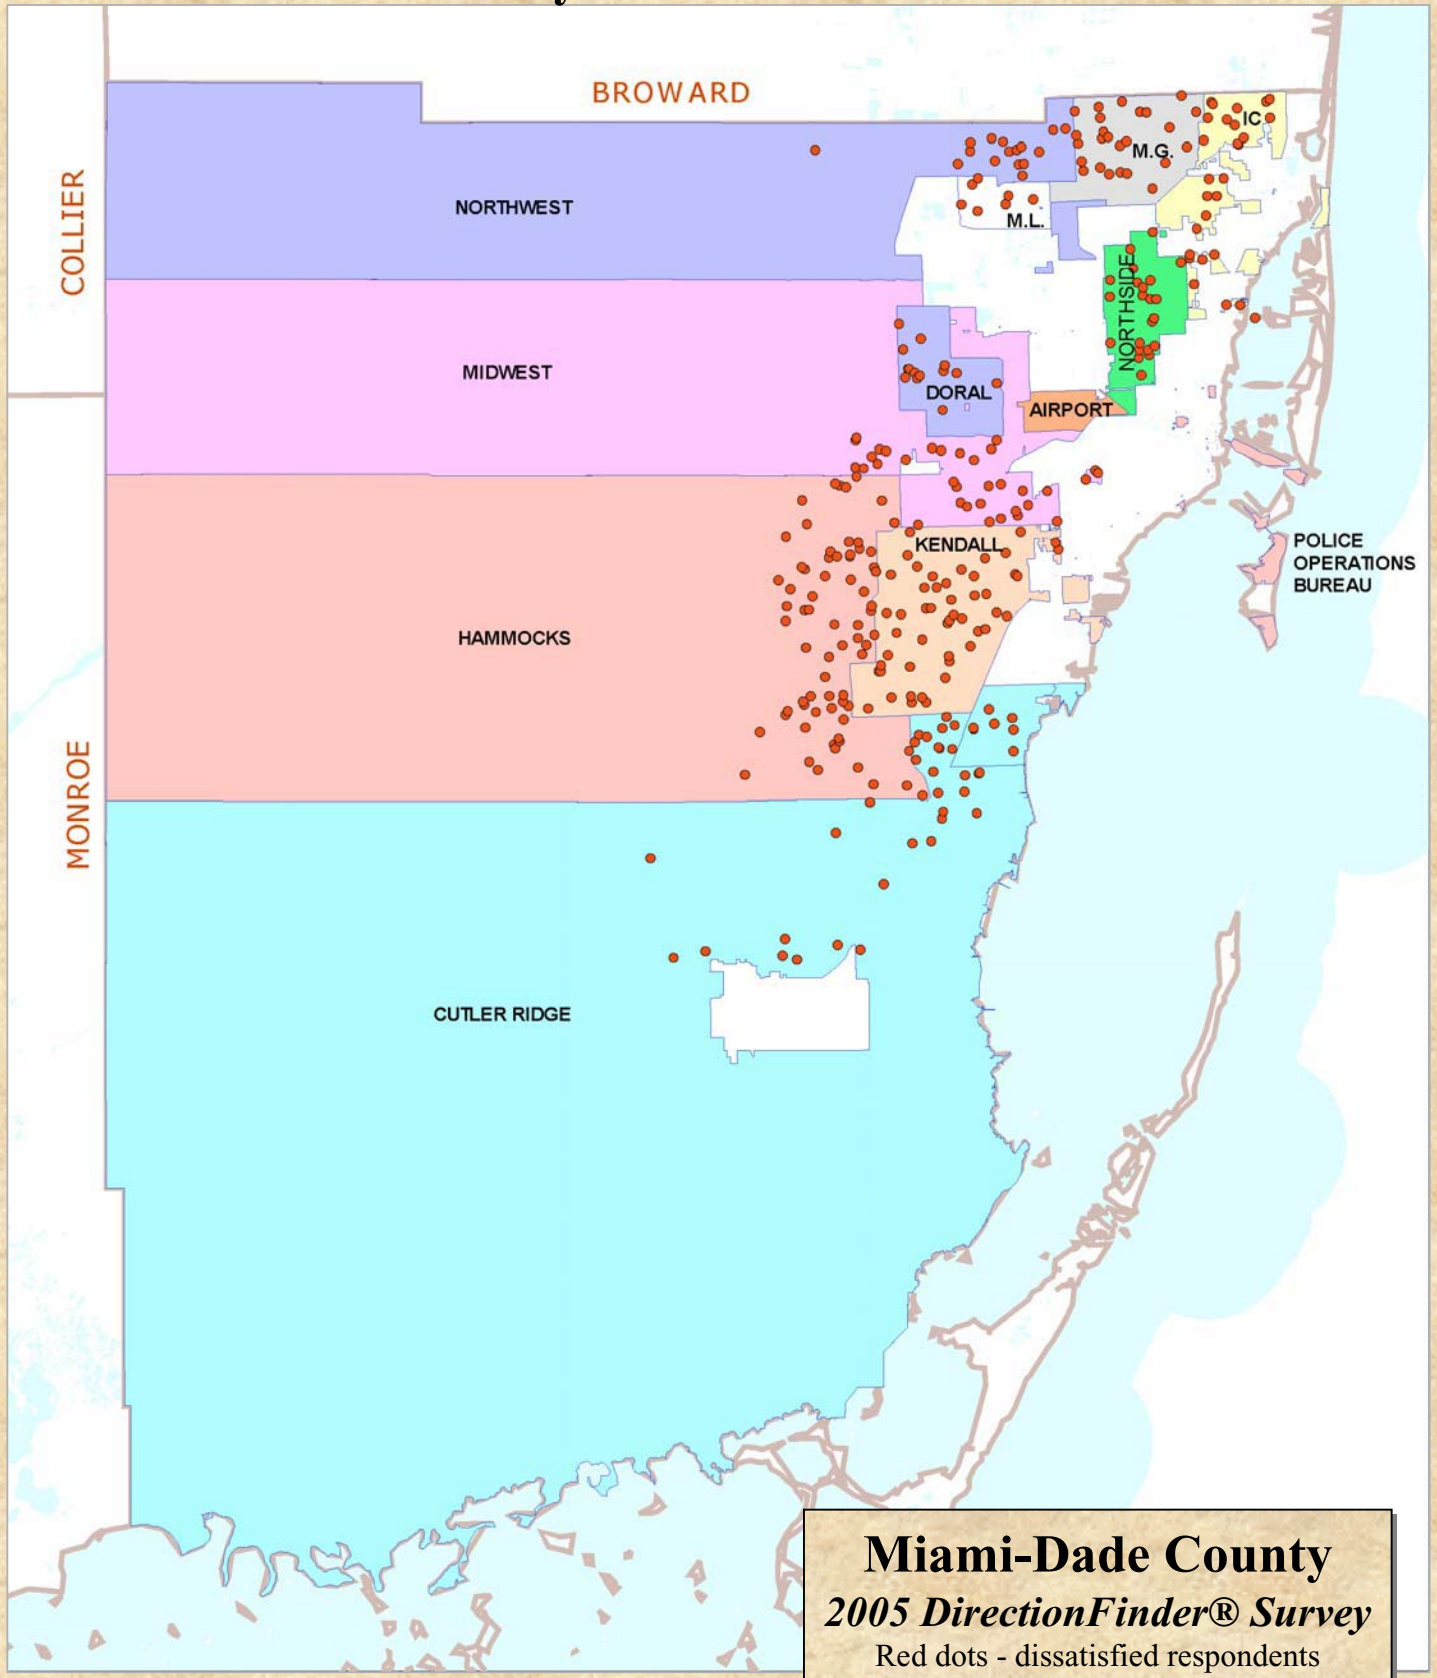 BROWARD
IC
M.G.
COLLIER
NORTHWEST
M.L.
NORTHSIDE
MIDWEST
DORAL
AIRPORT
KENDALL
POLICE
OPERATIONS
BUREAU
HAMMOCKS
MONROE
CUTLER RIDGE
Miami-Dade County
2005 DirectionFinder® Survey
Red dots - dissatisfied respondents